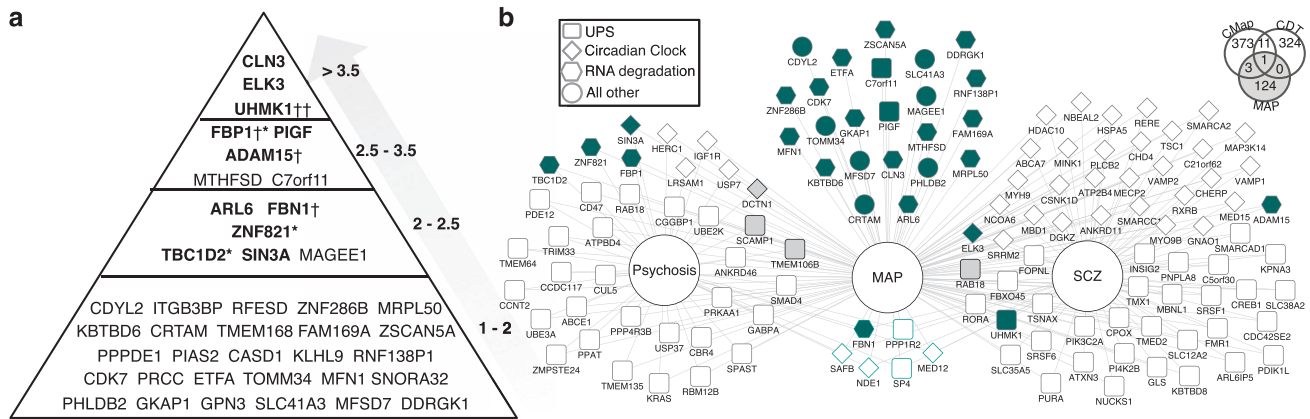 a
CLN3
ELK3
UHMK1††
> 3.5
FBP1†* PIGF
ADAM15†
MTHFSD C7orf11
2.5 - 3.5
ARL6 FBN1†
ZNF821*
TBC1D2* SIN3A MAGEE1
2 - 2.5
CDYL2 ITGB3BP RFESD ZNF286B MRPL50
KBTBD6 CRTAM TMEM168 FAM169A ZSCAN5A
PPPDE1 PIAS2 CASD1 KLHL9 RNF138P1
CDK7 PRCC ETFA TOMM34 MFN1 SNORA32
PHLDB2 GKAP1 GPN3 SLC41A3 MFSD7 DDRGK1
1 - 2
b
UPS
Circadian Clock
RNA degradation
All other
CMap
CDT
373
11
324
1
3
0
124
MAP
ZSCAN5A
CDYL2
ETFA
DDRGK1
C7orf11
SLC41A3
ZNF286B
CDK7
RNF138P1
MAGEE1
PIGF
GKAP1
TOMM34
MFN1
MTHFSD
FAM169A
KBTBD6
MFSD7
CLN3
PHLDB2
MRPL50
CRTAM
ARL6
SIN3A
HERC1
IGF1R
ZNF821
FBP1
TBC1D2
LRSAM1
USP7
DCTN1
PDE12
CD47
RAB18
CGGBP1
UBE2K
SCAMP1
ATPBD4
TRIM33
TMEM64
TMEM106B
ANKRD46
Psychosis
CCDC117
CUL5
CCNT2
SMAD4
ABCE1
PRKAA1
GABPA
UBE3A
PPP4R3B
PPAT
USP37
CBR4
ZMPSTE24
SPAST
TMEM135
KRAS
RBM12B
MAP
FBN1
PPP1R2
SAFB
MED12
NDE1
SP4
NBEAL2
HDAC10
HSPA5
RERE
SMARCA2
ABCA7
MINK1
TSC1
MAP3K14
PLCB2
CHD4
C21orf62
MYH9
CSNK1D
ATP2B4
MECP2
VAMP2
VAMP1
CHERP
NCOA6
RXRB
MED15
ADAM15
MBD1
DGKZ
ANKRD11
ELK3
SRRM2
MYO9B
GNAO1
SMARCAD1
RAB18
FOPNL
SCZ
INSIG2
PNPLA8
C5orf30
KPNA3
FBXO45
TMX1
MBNL1
SRSF1
CREB1
SLC38A2
RORA
TSNAX
UHMK1
CPOX
PIK3C2A
TMED2
FMR1
CDC42SE2
SLC35A5
SRSF6
SLC12A2
ATXN3
PI4K2B
GLS
KBTBD8
ARL6IP5
PDIK1L
PURA
NUCKS1